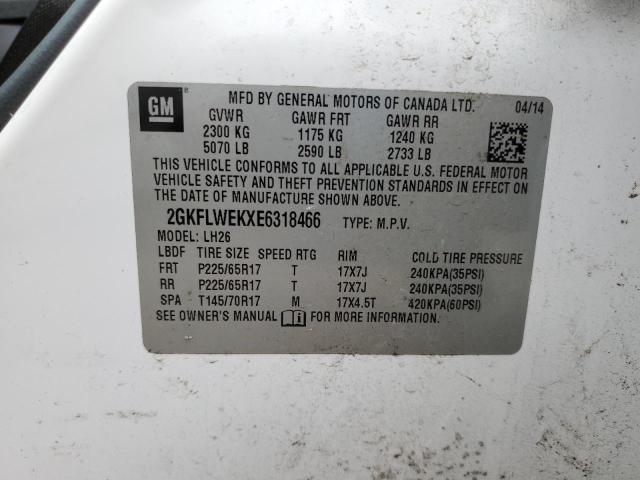 GM
®
MFD BY GENERAL MOTORS OF CANADA LTD. 04/14
GVWR GAWR FRT GAWR RR
2300 KG 1175 KG 1240 KG
5070 LB 2590 LB 2733 LB
THIS VEHICLE CONFORMS TO ALL APPLICABLE U.S. FEDERAL MOTOR
VEHICLE SAFETY AND THEFT PREVENTION STANDARDS IN EFFECT ON
THE DATE OF MANUFACTURE SHOWN ABOVE.
2GKFLWEKXE6318466 TYPE: M.P.V.
MODEL: LH26
LBDF TIRE SIZE SPEED RTG RIM COLD TIRE PRESSURE
FRT P225/65R17 T 17X7J 240KPA(35PSI)
RR P225/65R17 T 17X7J 240KPA(35PSI)
SPA T145/70R17 M 17X4.5T 420KPA(60PSI)
SEE OWNER'S MANUAL FOR MORE INFORMATION.